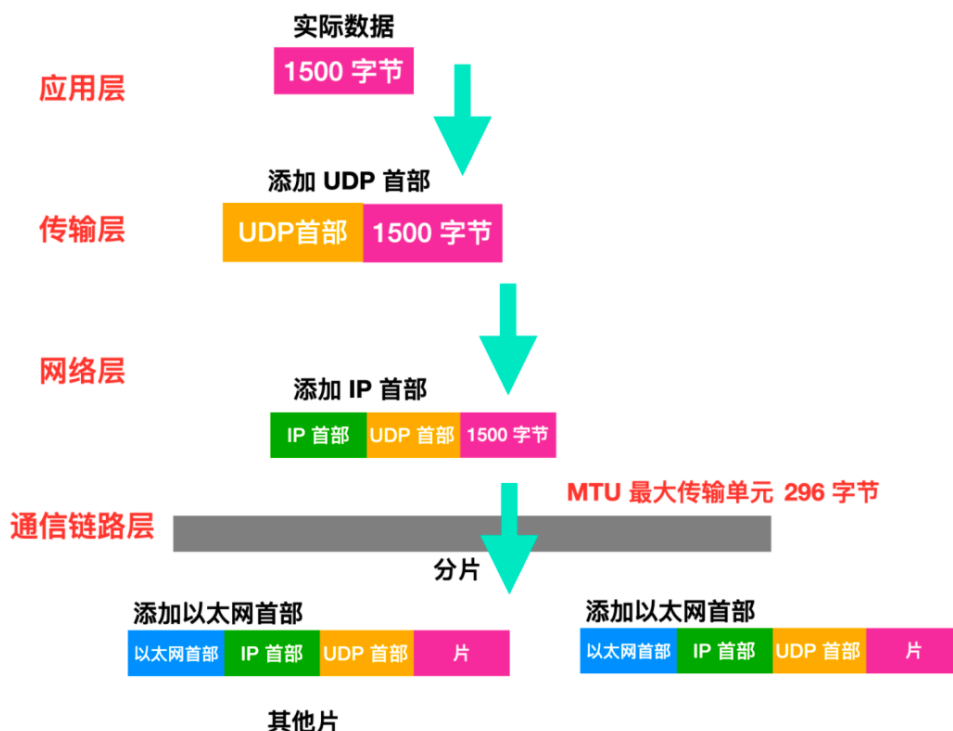 实际数据
1500 字节
应用层
添加 UDP 首部
传输层
UDP首部 1500 字节
网络层
添加 IP 首部
IP 首部 UDP 首部 1500 字节
MTU 最大传输单元 296 字节
通信链路层
分片
添加以太网首部 添加以太网首部
以太网首部 IP 首部 UDP 首部 片 以太网首部 IP 首部 UDP 首部 片
其他片